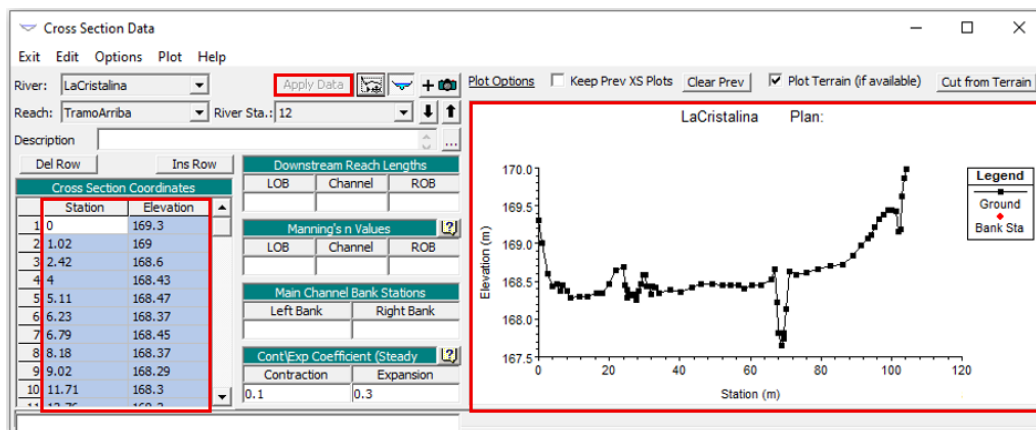 Cross Section Data
Exit Edit Options Plot Help
River: LaCristalina Apply Data Plot Options Keep Prev XS Plots Clear Prev Plot Terrain (if available) Cut from Terrain
Reach: TramoArriba River Sta.: 12
Description ...
Del Row Ins Row
Cross Section Coordinates
Station Elevation
1 0 169.3
2 1.02 169
3 2.42 168.6
4 4 168.43
5 5.11 168.47
6 6.23 168.37
7 6.79 168.45
8 8.18 168.37
9 9.02 168.29
10 11.71 168.3
Downstream Reach Lengths
LOB Channel ROB
Manning's n Values
LOB Channel ROB
Main Channel Bank Stations
Left Bank Right Bank
Cont\Exp Coefficient (Steady
Contraction Expansion
0.1 0.3
LaCristalina Plan:
170.0
169.5
169.0
168.5
168.0
167.5
Elevation (m)
0 20 40 60 80 100 120
Station (m)
Legend
Ground
Bank Sta